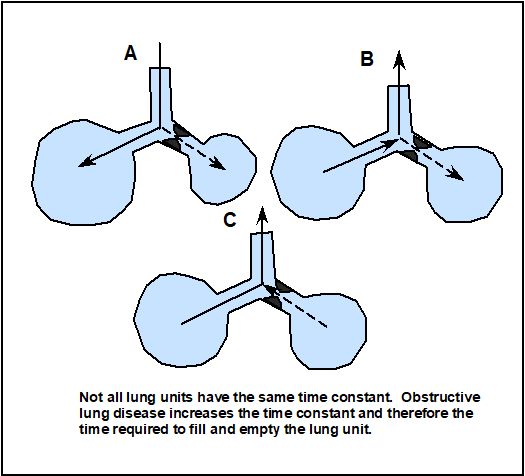 A
B
C
Not all lung units have the same time constant.  Obstructive
lung disease increases the time constant and therefore the
time required to fill and empty the lung unit.